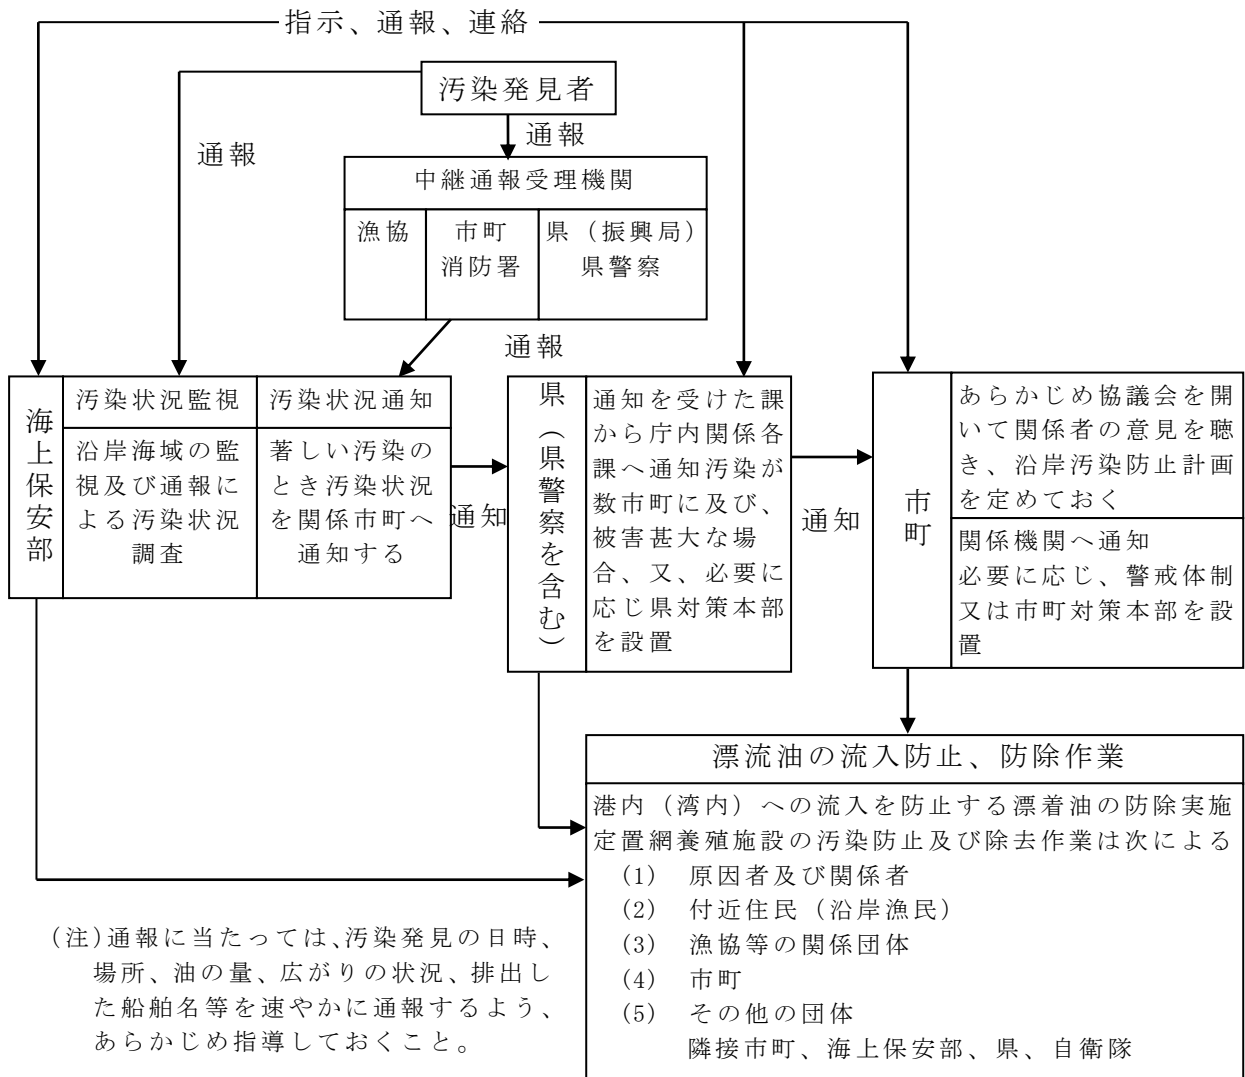 指示、通報、連絡
汚染発見者
通報
通報
中継通報受理機関
漁協
市町
消防署
県（振興局）
県警察
通報
海上保安部
汚染状況監視
沿岸海域の監
視及び通報に
よる汚染状況
調査
汚染状況通知
著しい汚染の
とき汚染状況
を関係市町へ
通知する
通知
県（県警察を含む）
通知を受けた課
から庁内関係各
課へ通知汚染が
数市町に及び、
被害甚大な場
合、又、必要に
応じ県対策本部
を設置
通知
市町
あらかじめ協議会を開
いて関係者の意見を聴
き、沿岸汚染防止計画
を定めておく
関係機関へ通知
必要に応じ、警戒体制
又は市町対策本部を設
置
漂流油の流入防止、防除作業
港内（湾内）への流入を防止する漂着油の防除実施
定置網養殖施設の汚染防止及び除去作業は次による
(1) 原因者及び関係者
(2) 付近住民（沿岸漁民）
(3) 漁協等の関係団体
(4) 市町
(5) その他の団体
隣接市町、海上保安部、県、自衛隊
（注）通報に当たっては、汚染発見の日時、
場所、油の量、広がりの状況、排出し
た船舶名等を速やかに通報するよう、
あらかじめ指導しておくこと。